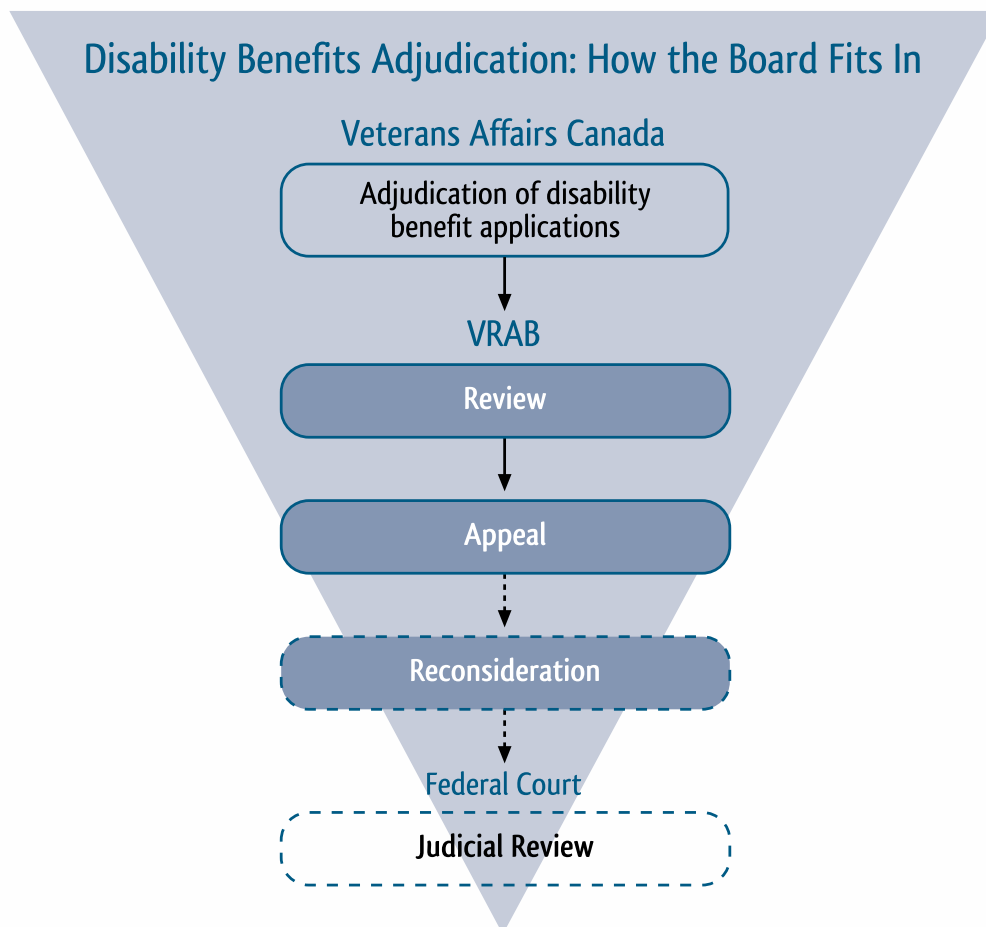 Disability Benefits Adjudication: How the Board Fits In
Veterans Affairs Canada
Adjudication of disability
benefit applications
VRAB
Review
Appeal
Reconsideration
Federal Court
Judicial Review